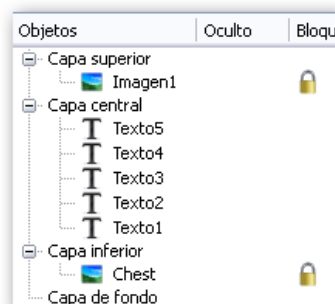 Objetos Oculto Bloqu
Capa superior
Imagen1
Capa central
Texto5
Texto4
Texto3
Texto2
Texto1
Capa inferior
Chest
Capa de fondo